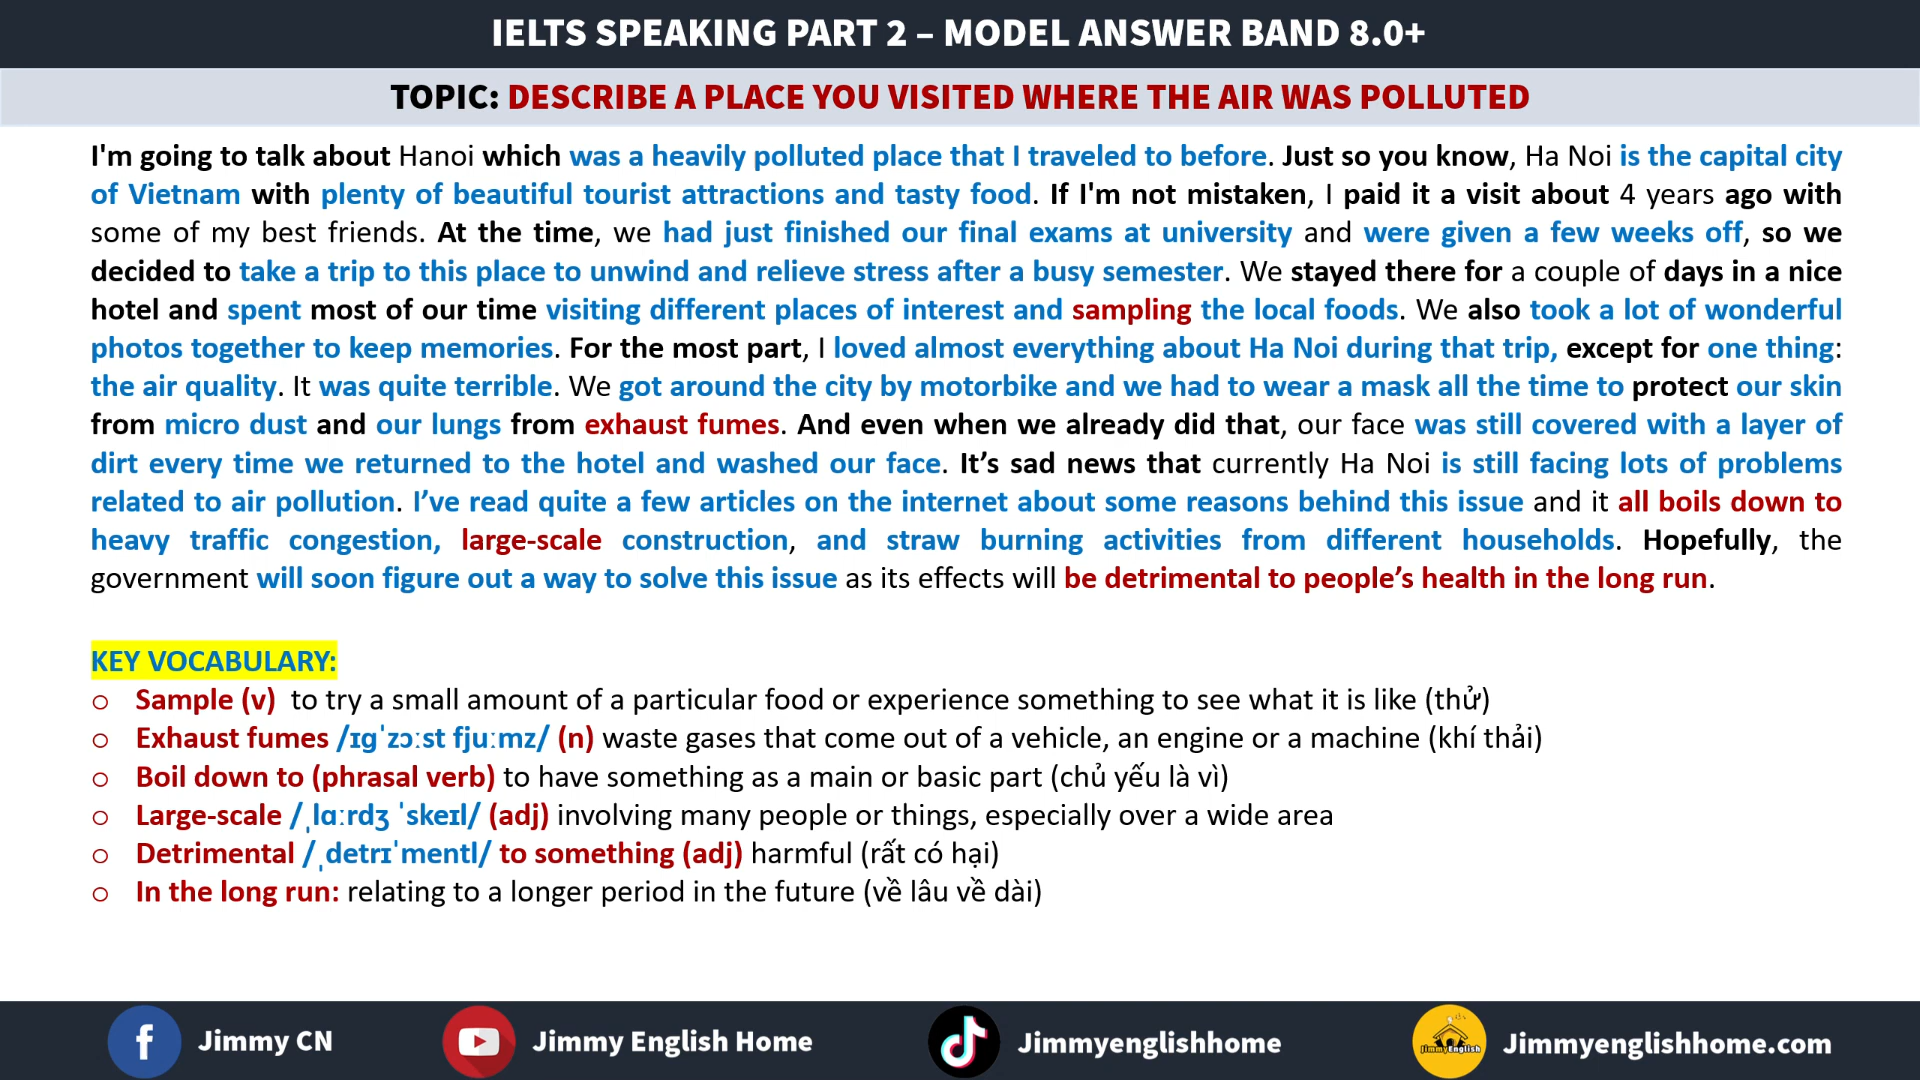 IELTS SPEAKING PART 2 – MODEL ANSWER BAND 8.0+
TOPIC: DESCRIBE A PLACE YOU VISITED WHERE THE AIR WAS POLLUTED
I'm going to talk about Hanoi which was a heavily polluted place that I traveled to before. Just so you know, Ha Noi is the capital city
of Vietnam with plenty of beautiful tourist attractions and tasty food. If I'm not mistaken, I paid it a visit about 4 years ago with
some of my best friends. At the time, we had just finished our final exams at university and were given a few weeks off, so we
decided to take a trip to this place to unwind and relieve stress after a busy semester. We stayed there for a couple of days in a nice
hotel and spent most of our time visiting different places of interest and sampling the local foods. We also took a lot of wonderful
photos together to keep memories. For the most part, I loved almost everything about Ha Noi during that trip, except for one thing:
the air quality. It was quite terrible. We got around the city by motorbike and we had to wear a mask all the time to protect our skin
from micro dust and our lungs from exhaust fumes. And even when we already did that, our face was still covered with a layer of
dirt every time we returned to the hotel and washed our face. It’s sad news that currently Ha Noi is still facing lots of problems
related to air pollution. I’ve read quite a few articles on the internet about some reasons behind this issue and it all boils down to
heavy traffic congestion, large-scale construction, and straw burning activities from different households. Hopefully, the
government will soon figure out a way to solve this issue as its effects will be detrimental to people’s health in the long run.
KEY VOCABULARY:
o Sample (v) to try a small amount of a particular food or experience something to see what it is like (thử)
o Exhaust fumes /ɪɡˈzɔːst fjuːmz/ (n) waste gases that come out of a vehicle, an engine or a machine (khí thải)
o Boil down to (phrasal verb) to have something as a main or basic part (chủ yếu là vì)
o Large-scale /ˌlɑːrdʒ ˈskeɪl/ (adj) involving many people or things, especially over a wide area
o Detrimental /ˌdetrɪˈmentl/ to something (adj) harmful (rất có hại)
o In the long run: relating to a longer period in the future (về lâu về dài)
Jimmy CN
Jimmy English Home
Jimmyenglishhome
JimmyEnglish
Jimmyenglishhome.com